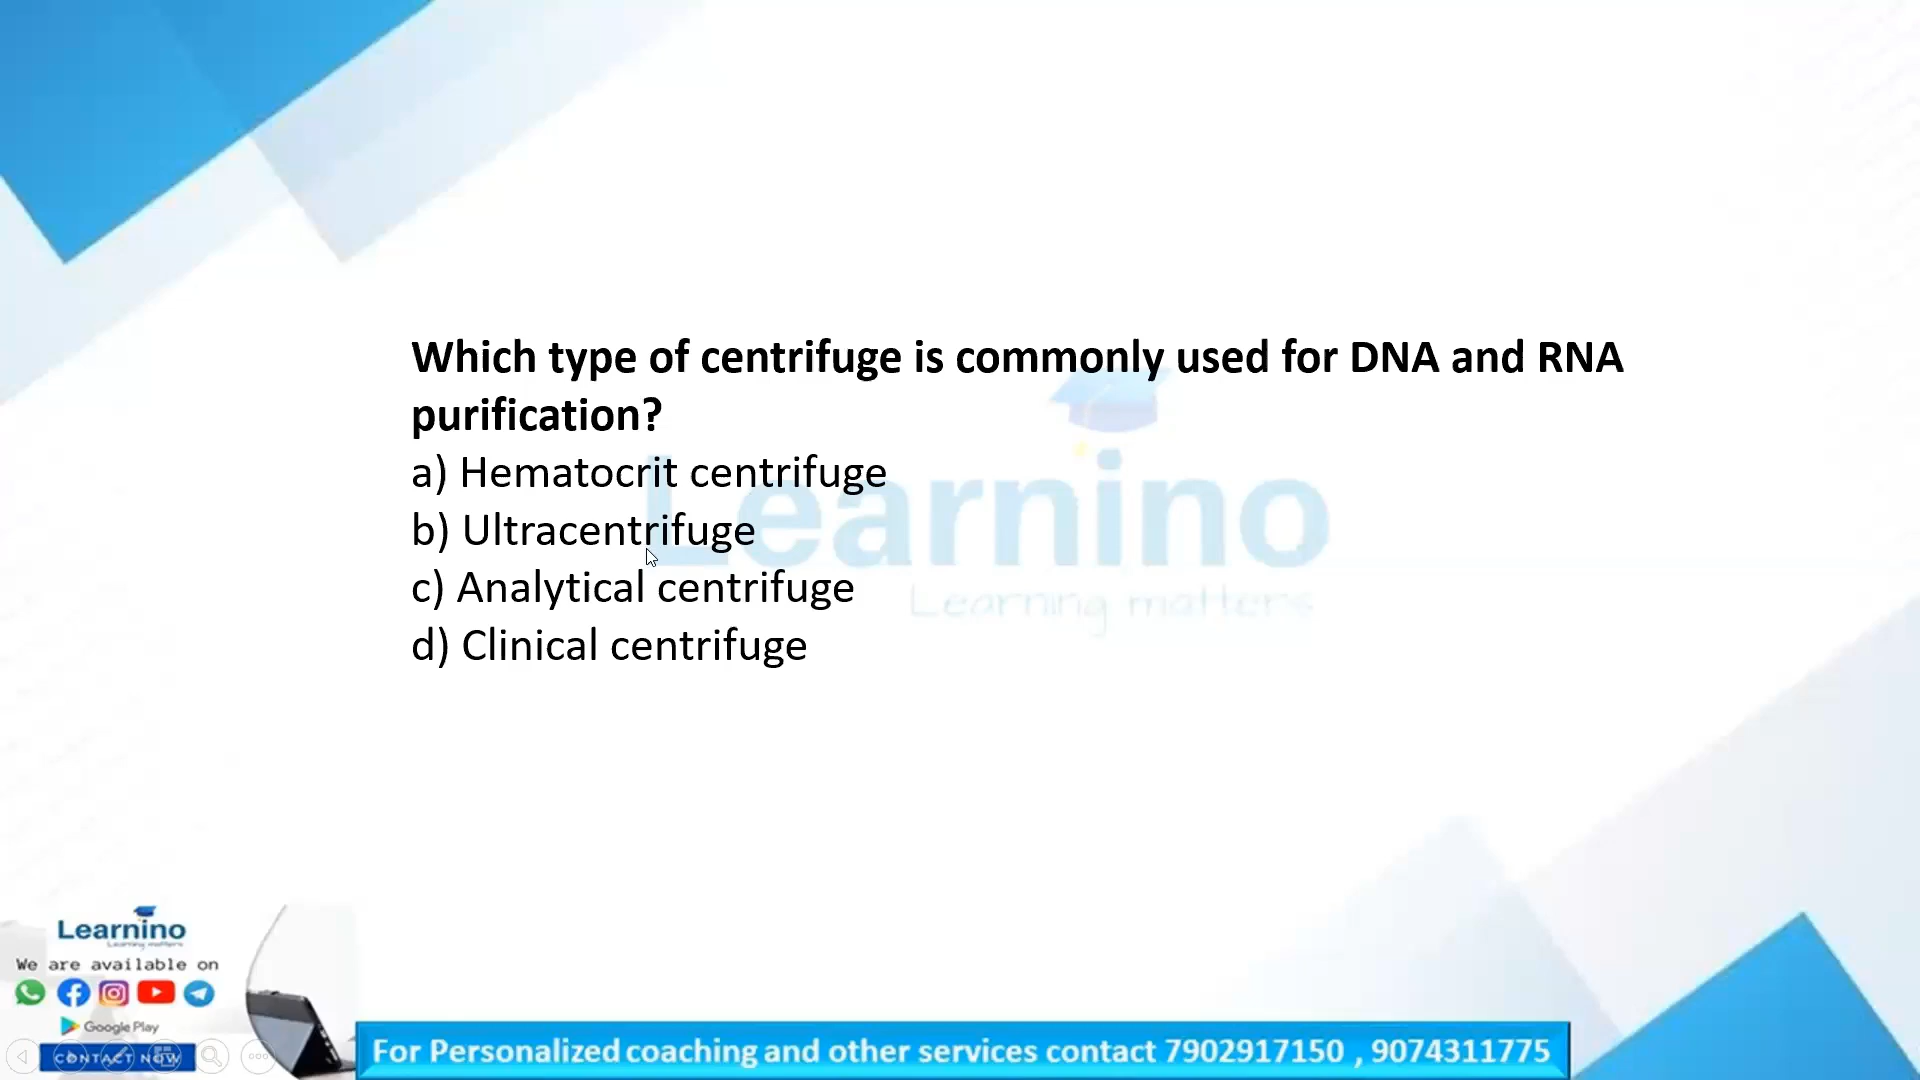 Which type of centrifuge is commonly used for DNA and RNA
purification?
a) Hematocrit centrifuge
b) Ultracentrifuge
c) Analytical centrifuge
d) Clinical centrifuge
Learnino
Learning matters
Learnino
Learning matters
We are available on
Google Play
CONTACT NOW
For Personalized coaching and other services contact 7902917150 , 9074311775